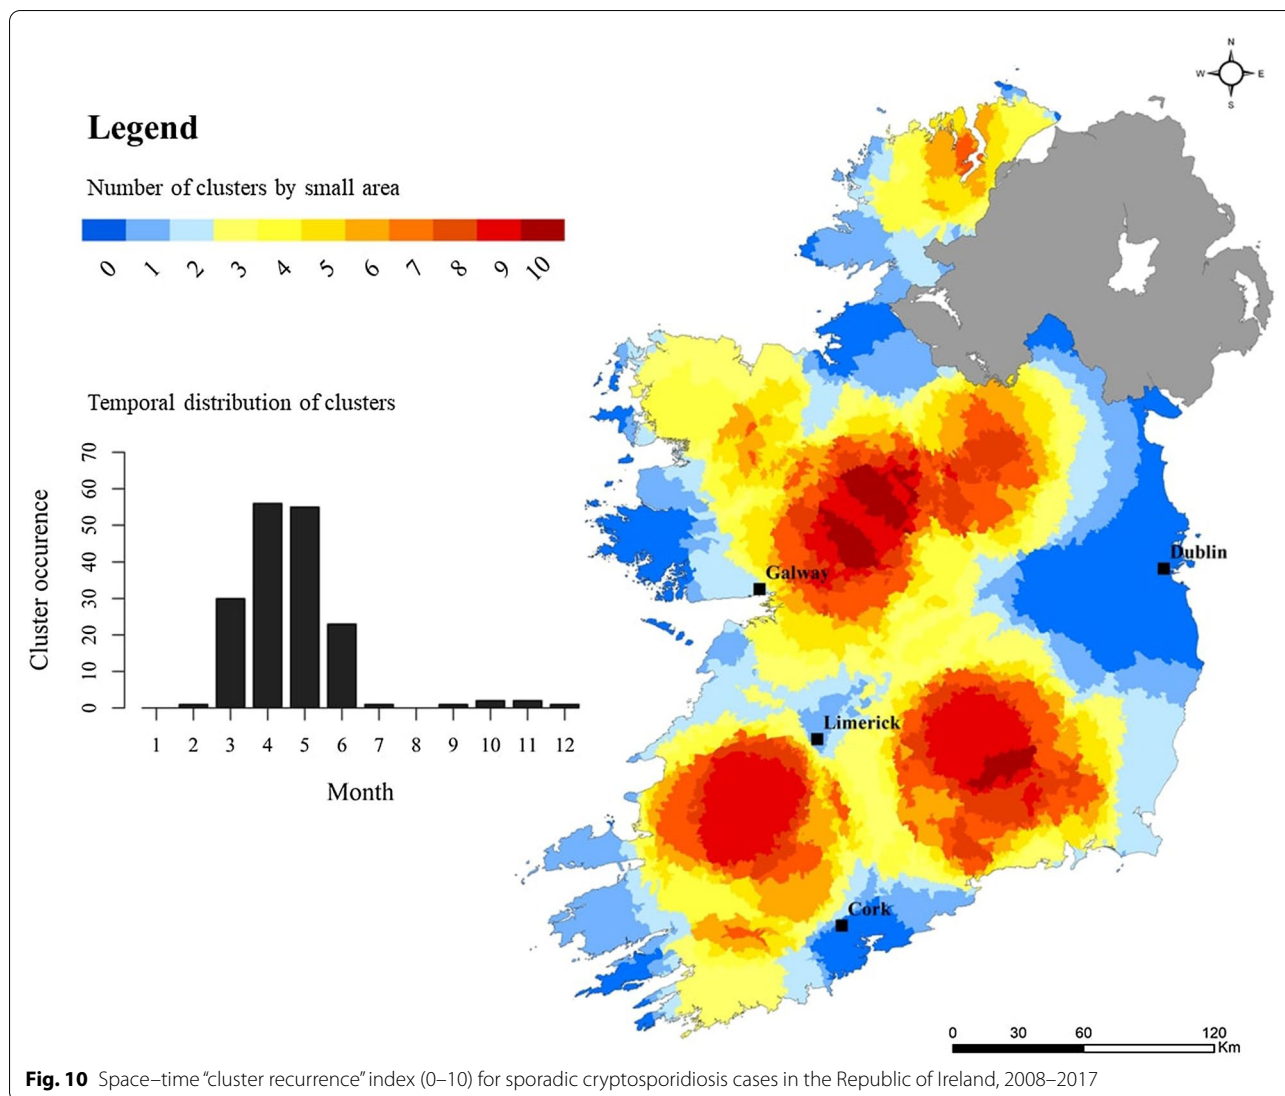 N
W E
S
Legend
Number of clusters by small area
0 1 2 3 4 5 6 7 8 9 10
Temporal distribution of clusters
Cluster occurence
70
60
50
40
30
20
10
0
1 2 3 4 5 6 7 8 9 10 11 12
Month
Dublin
Galway
Limerick
Cork
0 30 60 120
Km
Fig. 10 Space–time “cluster recurrence” index (0–10) for sporadic cryptosporidiosis cases in the Republic of Ireland, 2008–2017